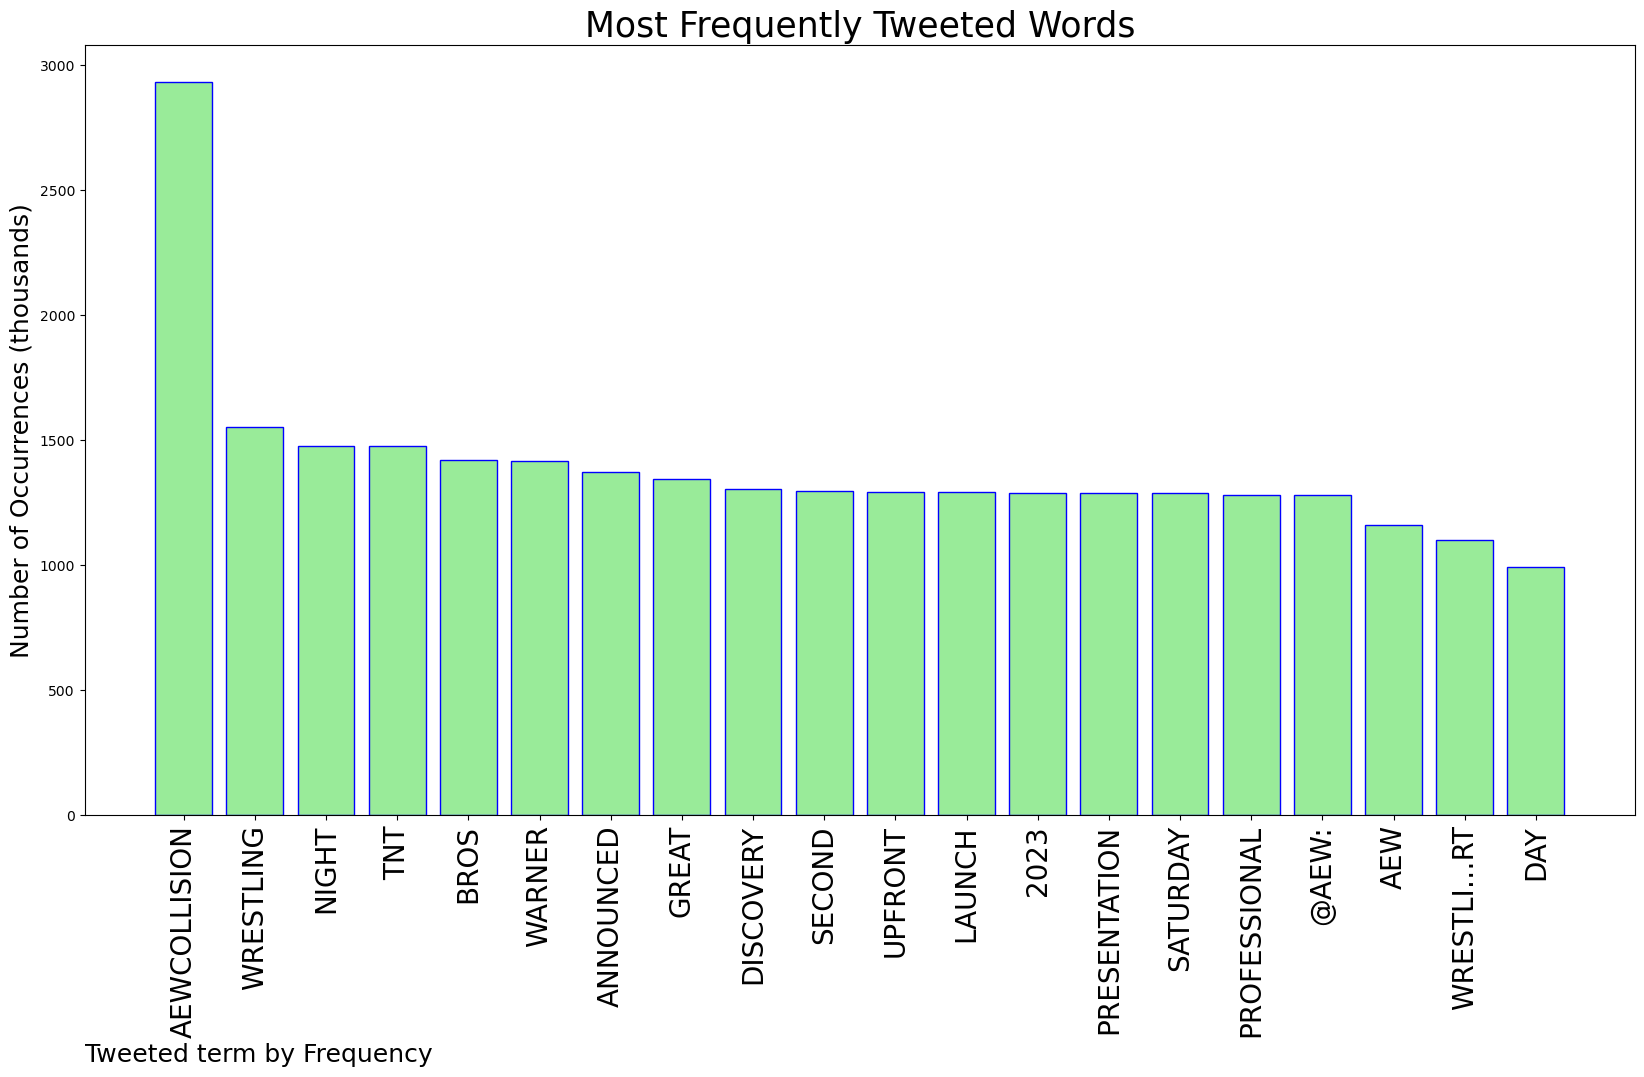 Most Frequently Tweeted Words
Number of Occurrences (thousands)
3000
2500
2000
1500
1000
500
0
AEWCOLLISION
WRESTLING
NIGHT
TNT
BROS
WARNER
ANNOUNCED
GREAT
DISCOVERY
SECOND
UPFRONT
LAUNCH
2023
PRESENTATION
SATURDAY
PROFESSIONAL
@AEW:
AEW
WRESTLI…RT
DAY
Tweeted term by Frequency